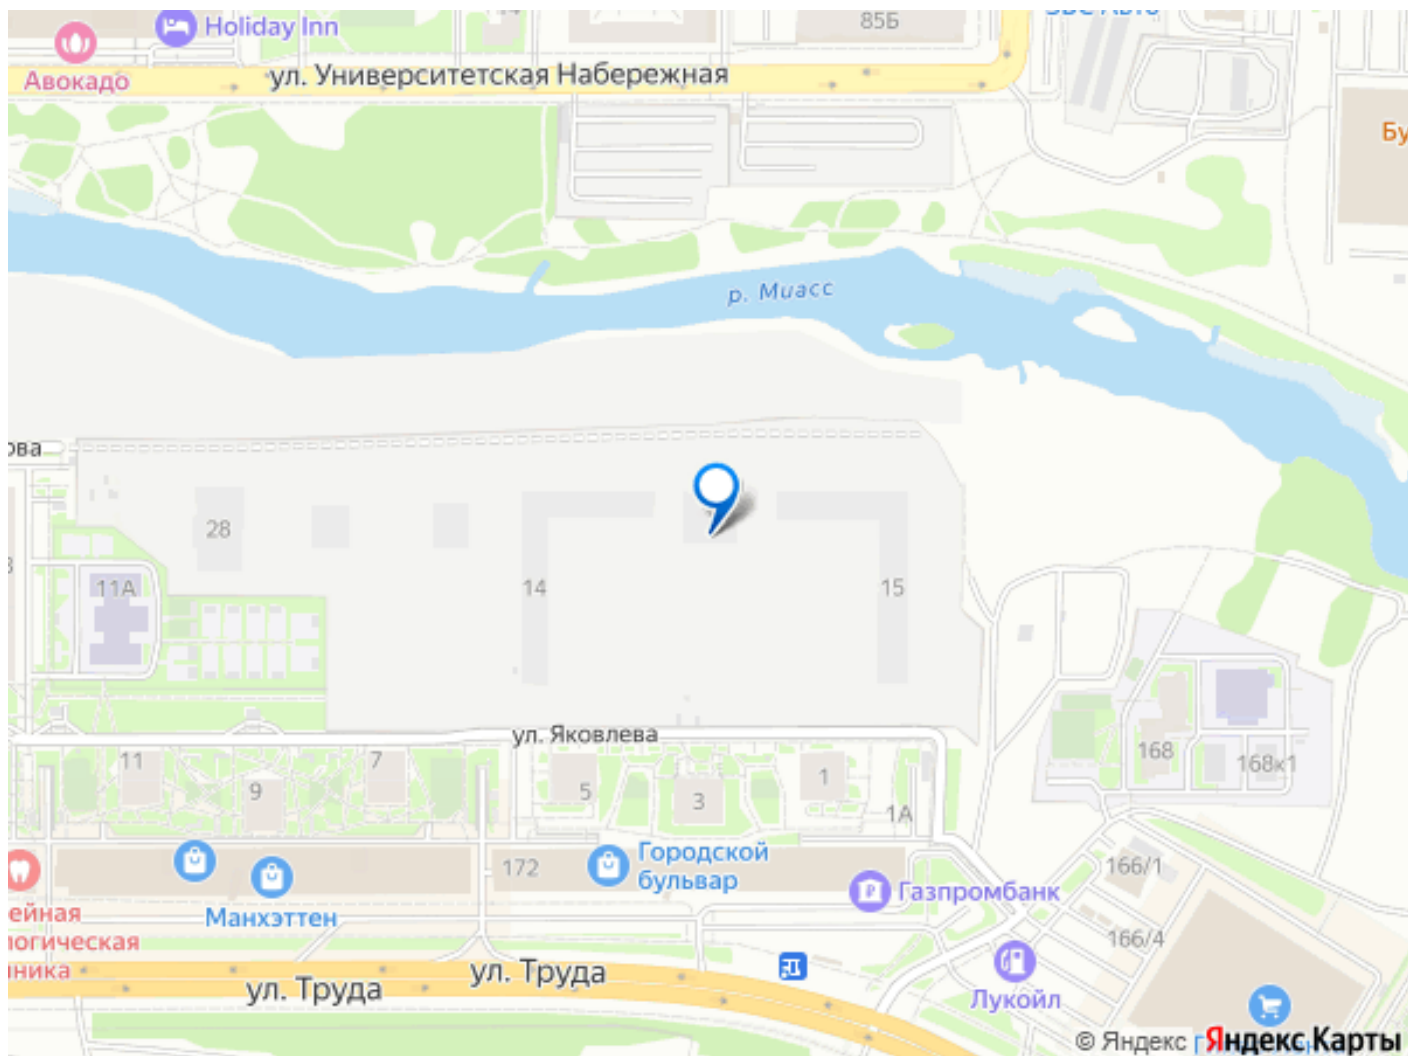 Holiday Inn
85Б
Авокадо
ул. Университетская Набережная
Бу
р. Миасс
ова
28
11А
14
15
ул. Яковлева
11
9
7
5
3
1
1А
168
168к1
172
Городской
бульвар
Манхэттен
Газпромбанк
166/1
166/4
ейная
логическая
ника
ул. Труда
ул. Труда
Лукойл
© Яндекс
Яндекс Карты